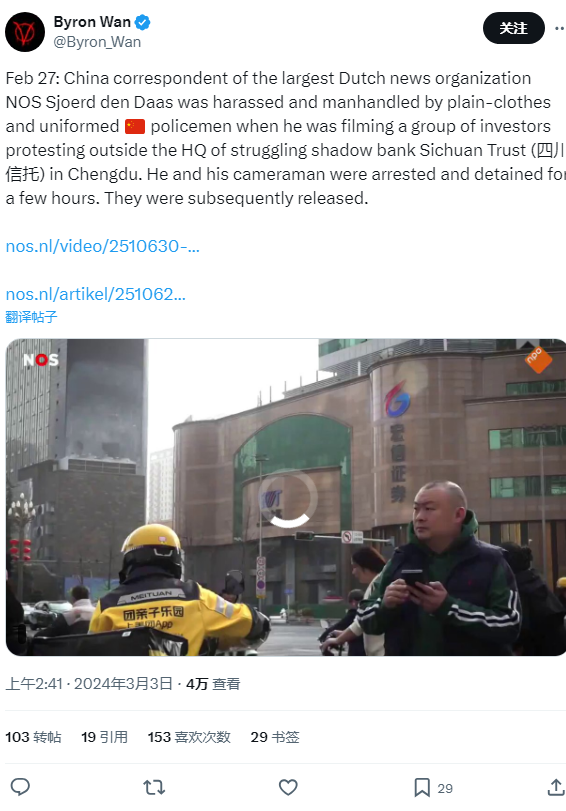 Byron Wan
@Byron_Wan
关注
Feb 27: China correspondent of the largest Dutch news organization
NOS Sjoerd den Daas was harassed and manhandled by plain-clothes
and uniformed 🇨🇳 policemen when he was filming a group of investors
protesting outside the HQ of struggling shadow bank Sichuan Trust (四川
信托) in Chengdu. He and his cameraman were arrested and detained for
a few hours. They were subsequently released.
nos.nl/video/2510630-...
nos.nl/artikel/251062...
翻译帖子
NOS
npo
宏信证券
MEITUAN
团亲子乐园
上美团App
上午2:41 · 2024年3月3日 · 4万 查看
103 转帖 19 引用 153 喜欢次数 29 书签
29